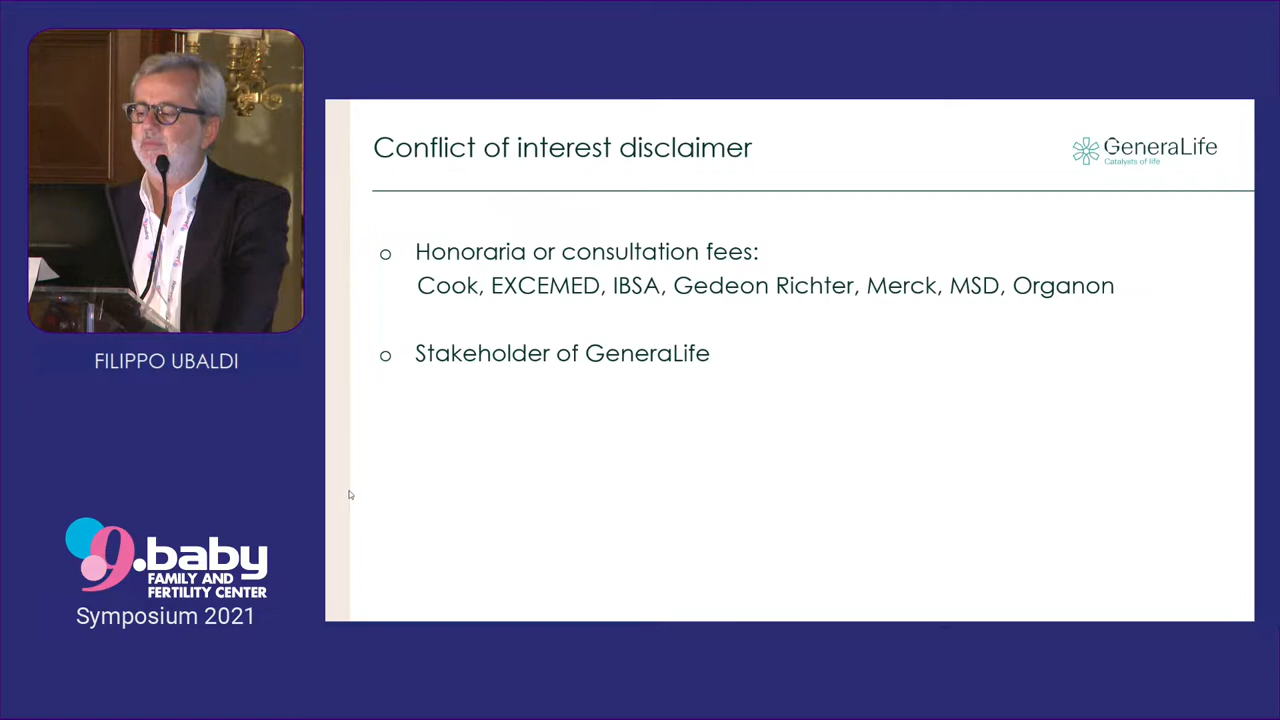 FILIPPO UBALDI
9.baby
FAMILY AND
FERTILITY CENTER
Symposium 2021
Conflict of interest disclaimer
GeneraLife
Catalysts of life
Honoraria or consultation fees:
Cook, EXCEMED, IBSA, Gedeon Richter, Merck, MSD, Organon
Stakeholder of GeneraLife